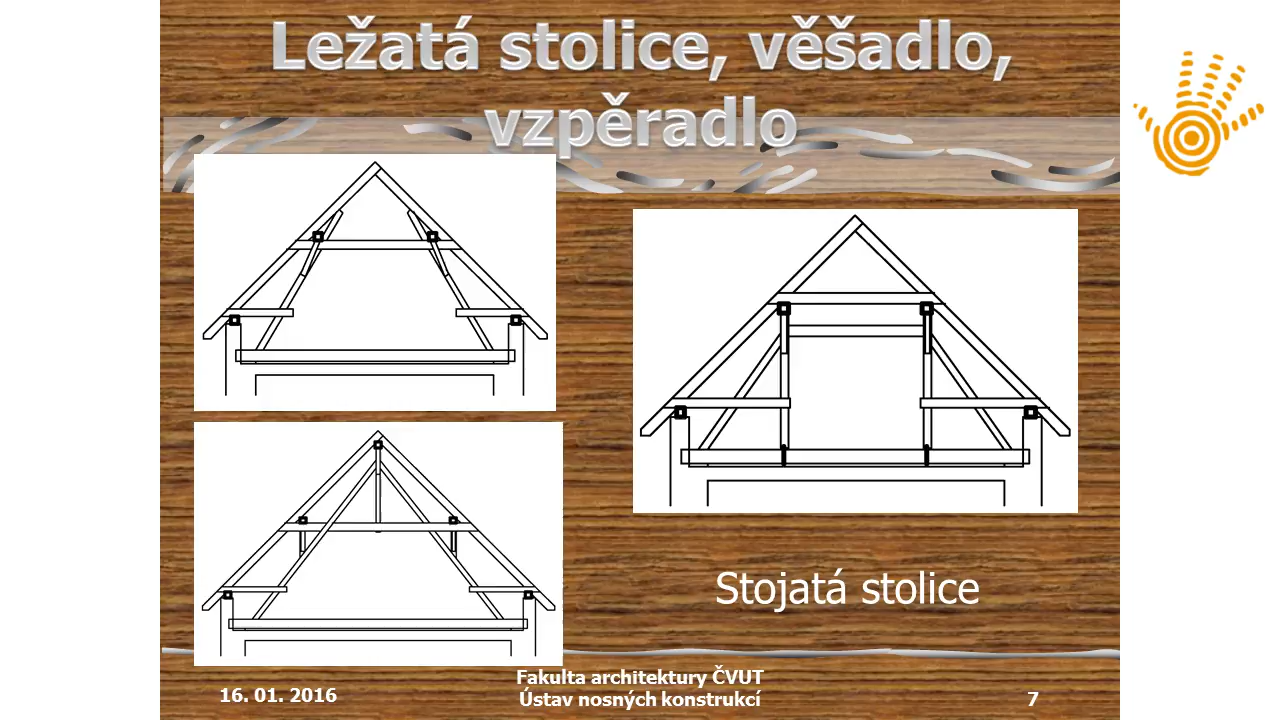 Ležatá stolice, věšadlo,
vzpěradlo
Stojatá stolice
16. 01. 2016
Fakulta architektury ČVUT
Ústav nosných konstrukcí
7